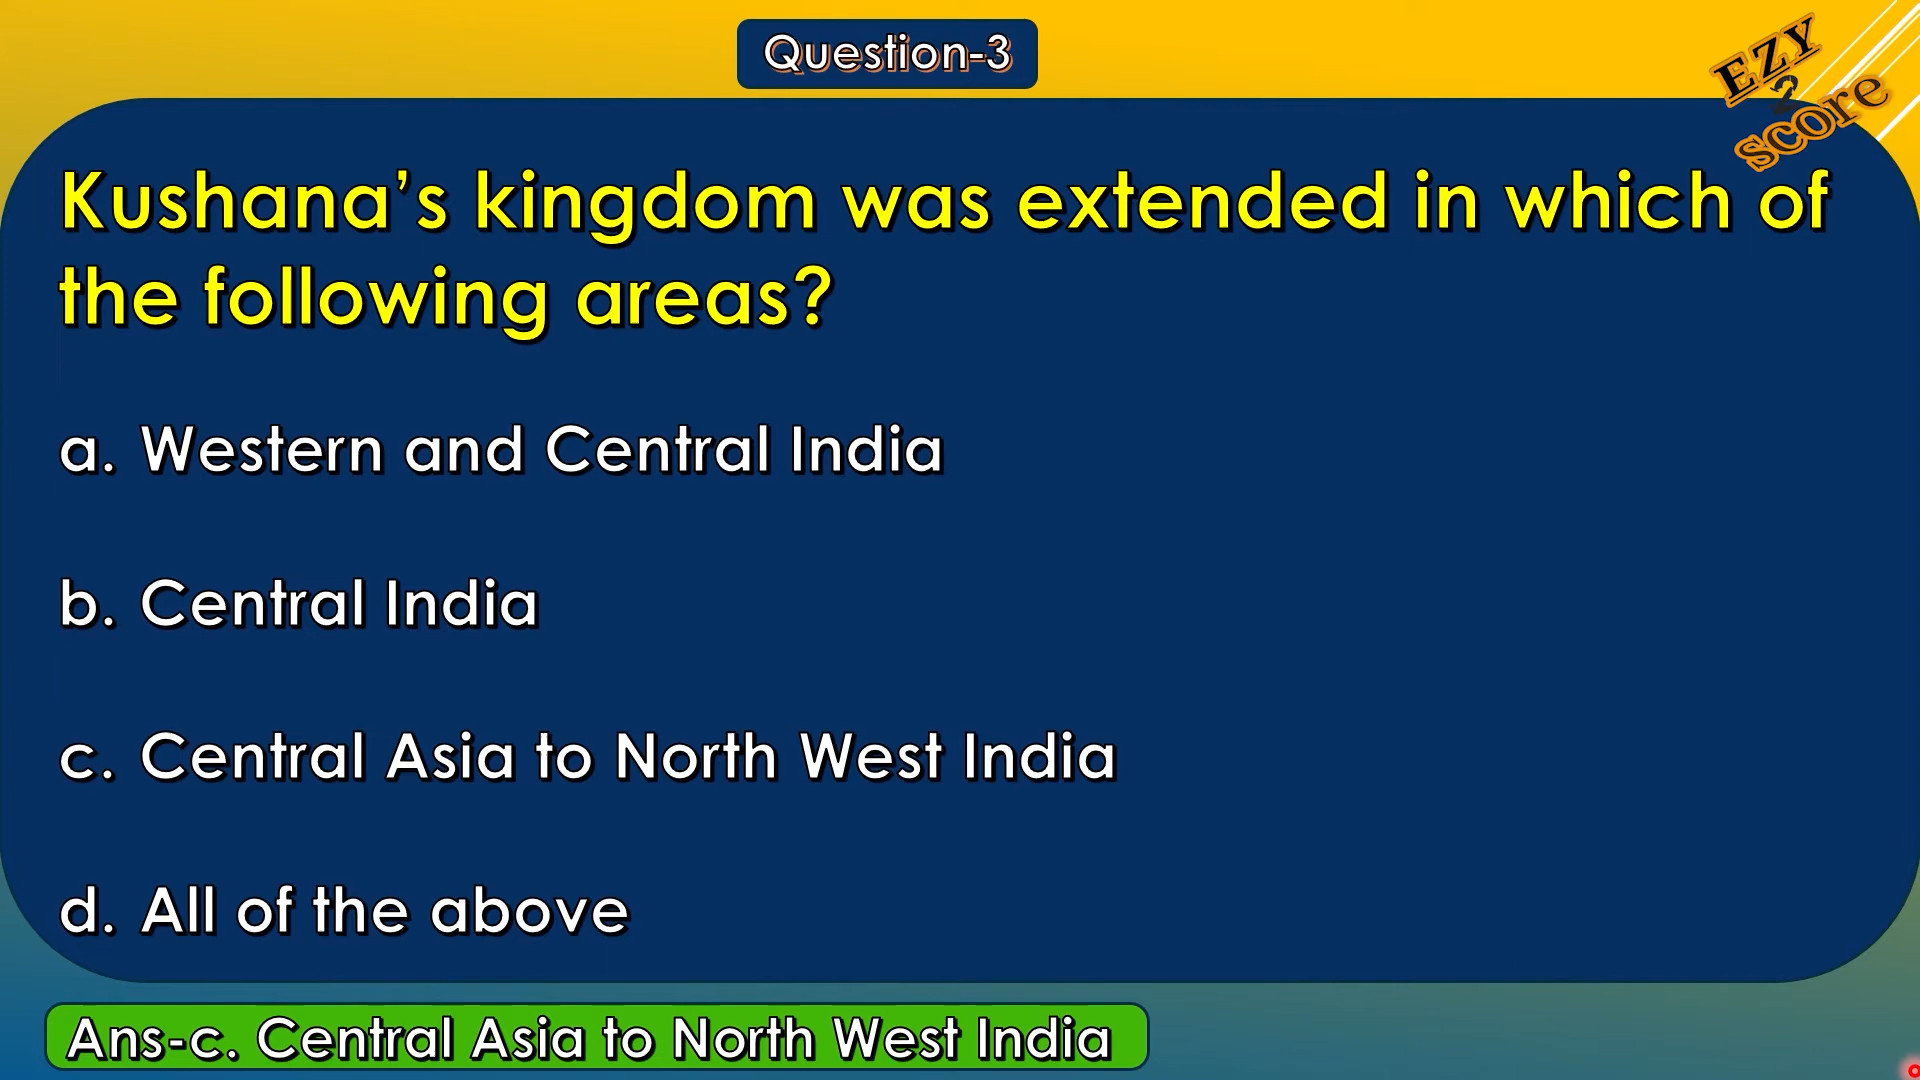 Question-3
EZY
2
score
Kushana’s kingdom was extended in which of
the following areas?
a. Western and Central India
b. Central India
c. Central Asia to North West India
d. All of the above
Ans-c. Central Asia to North West India